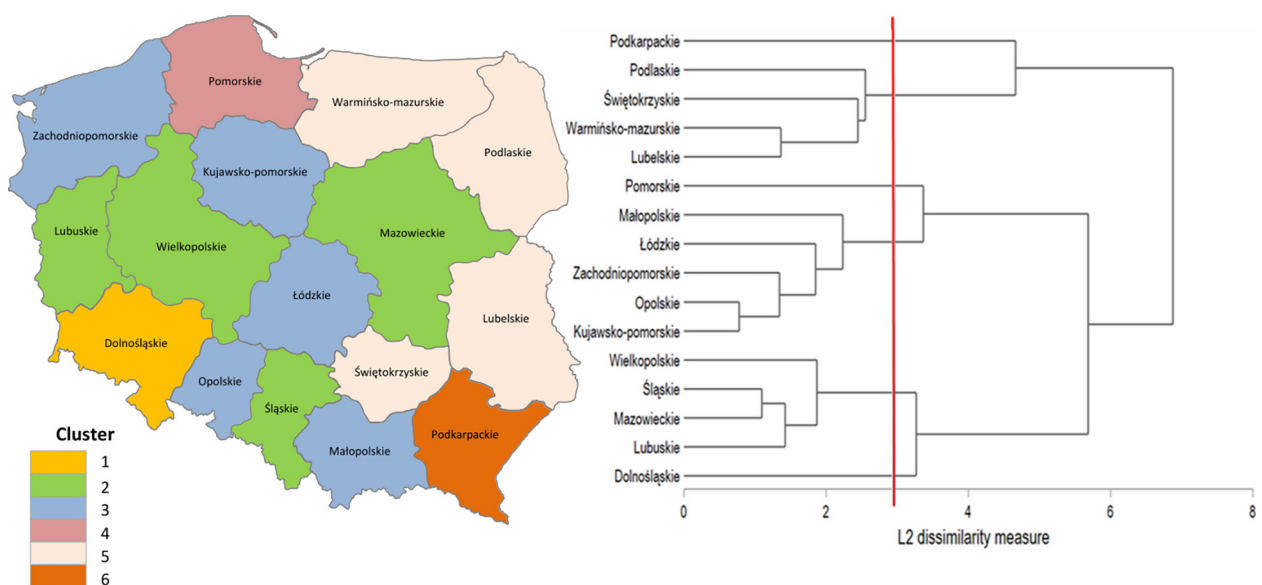 Pomorskie
Warmińsko-mazurskie
Zachodniopomorskie
Podlaskie
Kujawsko-pomorskie
Lubuskie
Wielkopolskie
Mazowieckie
Łódzkie
Lubelskie
Dolnośląskie
Opolskie
Świętokrzyskie
Śląskie
Podkarpackie
Małopolskie
Cluster
1
2
3
4
5
6
Podkarpackie
Podlaskie
Świętokrzyskie
Warmińsko-mazurskie
Lubelskie
Pomorskie
Małopolskie
Łódzkie
Zachodniopomorskie
Opolskie
Kujawsko-pomorskie
Wielkopolskie
Śląskie
Mazowieckie
Lubuskie
Dolnośląskie
0 2 4 6 8
L2 dissimilarity measure